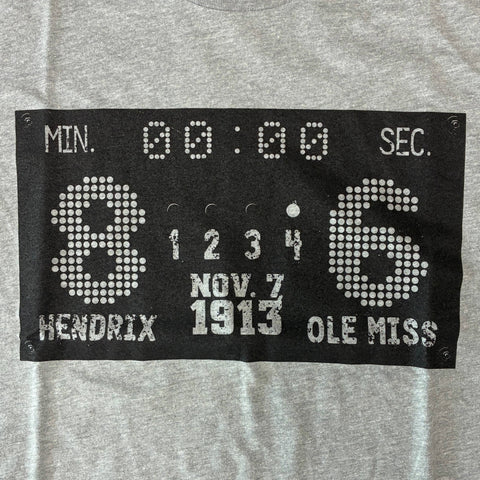 MIN. 00:00 SEC.
8 6
1 2 3 4
NOV. 7
1913
HENDRIX OLE MISS